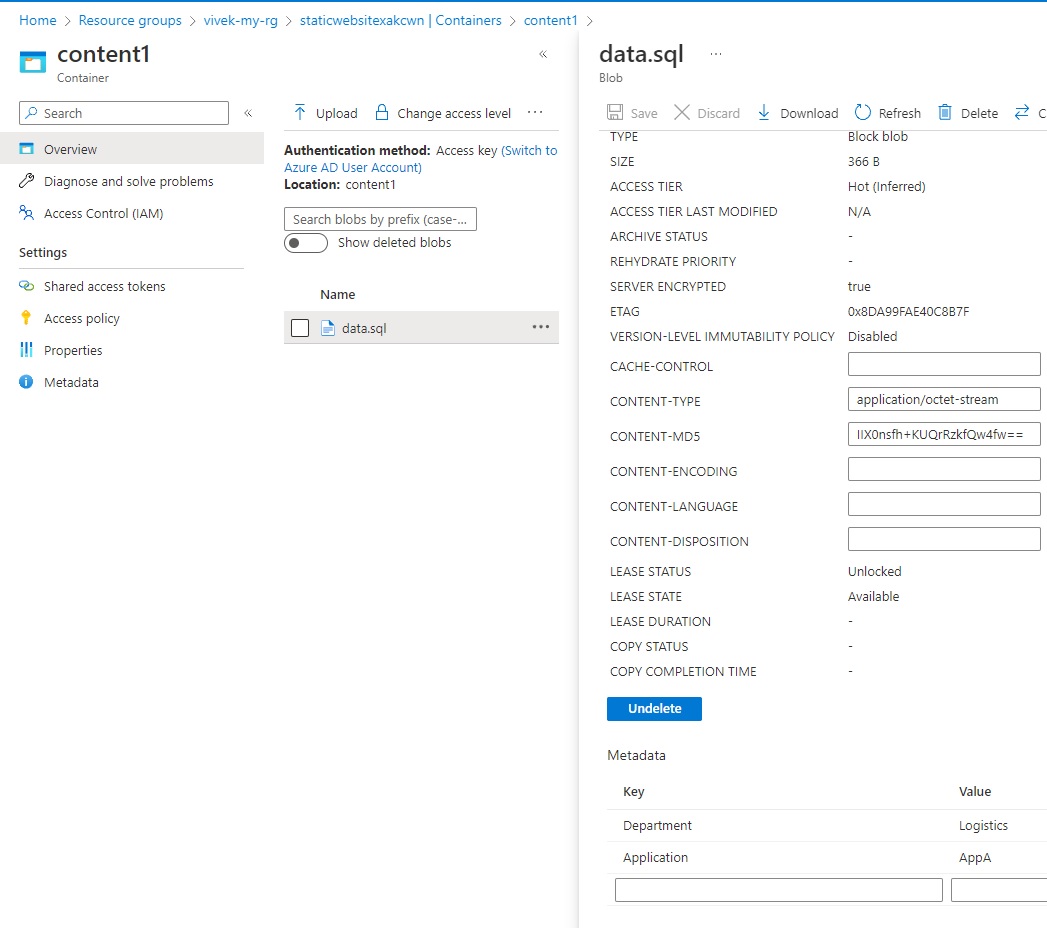 Home > Resource groups > vivek-my-rg > staticwebsitexakcwn | Containers > content1 >
content1
Container
Search
Overview
Diagnose and solve problems
Access Control (IAM)
Settings
Shared access tokens
Access policy
Properties
Metadata
Upload
Change access level
Authentication method: Access key (Switch to
Azure AD User Account)
Location: content1
Search blobs by prefix (case-...
Show deleted blobs
Name
data.sql
data.sql
Blob
Save Discard Download Refresh Delete C
TYPE Block blob
SIZE 366 B
ACCESS TIER Hot (Inferred)
ACCESS TIER LAST MODIFIED N/A
ARCHIVE STATUS -
REHYDRATE PRIORITY -
SERVER ENCRYPTED true
ETAG 0x8DA99FAE40C8B7F
VERSION-LEVEL IMMUTABILITY POLICY Disabled
CACHE-CONTROL
CONTENT-TYPE application/octet-stream
CONTENT-MD5 IIX0nsfh+KUQrRzkfQw4fw==
CONTENT-ENCODING
CONTENT-LANGUAGE
CONTENT-DISPOSITION
LEASE STATUS Unlocked
LEASE STATE Available
LEASE DURATION -
COPY STATUS -
COPY COMPLETION TIME -
Undelete
Metadata
Key Value
Department Logistics
Application AppA